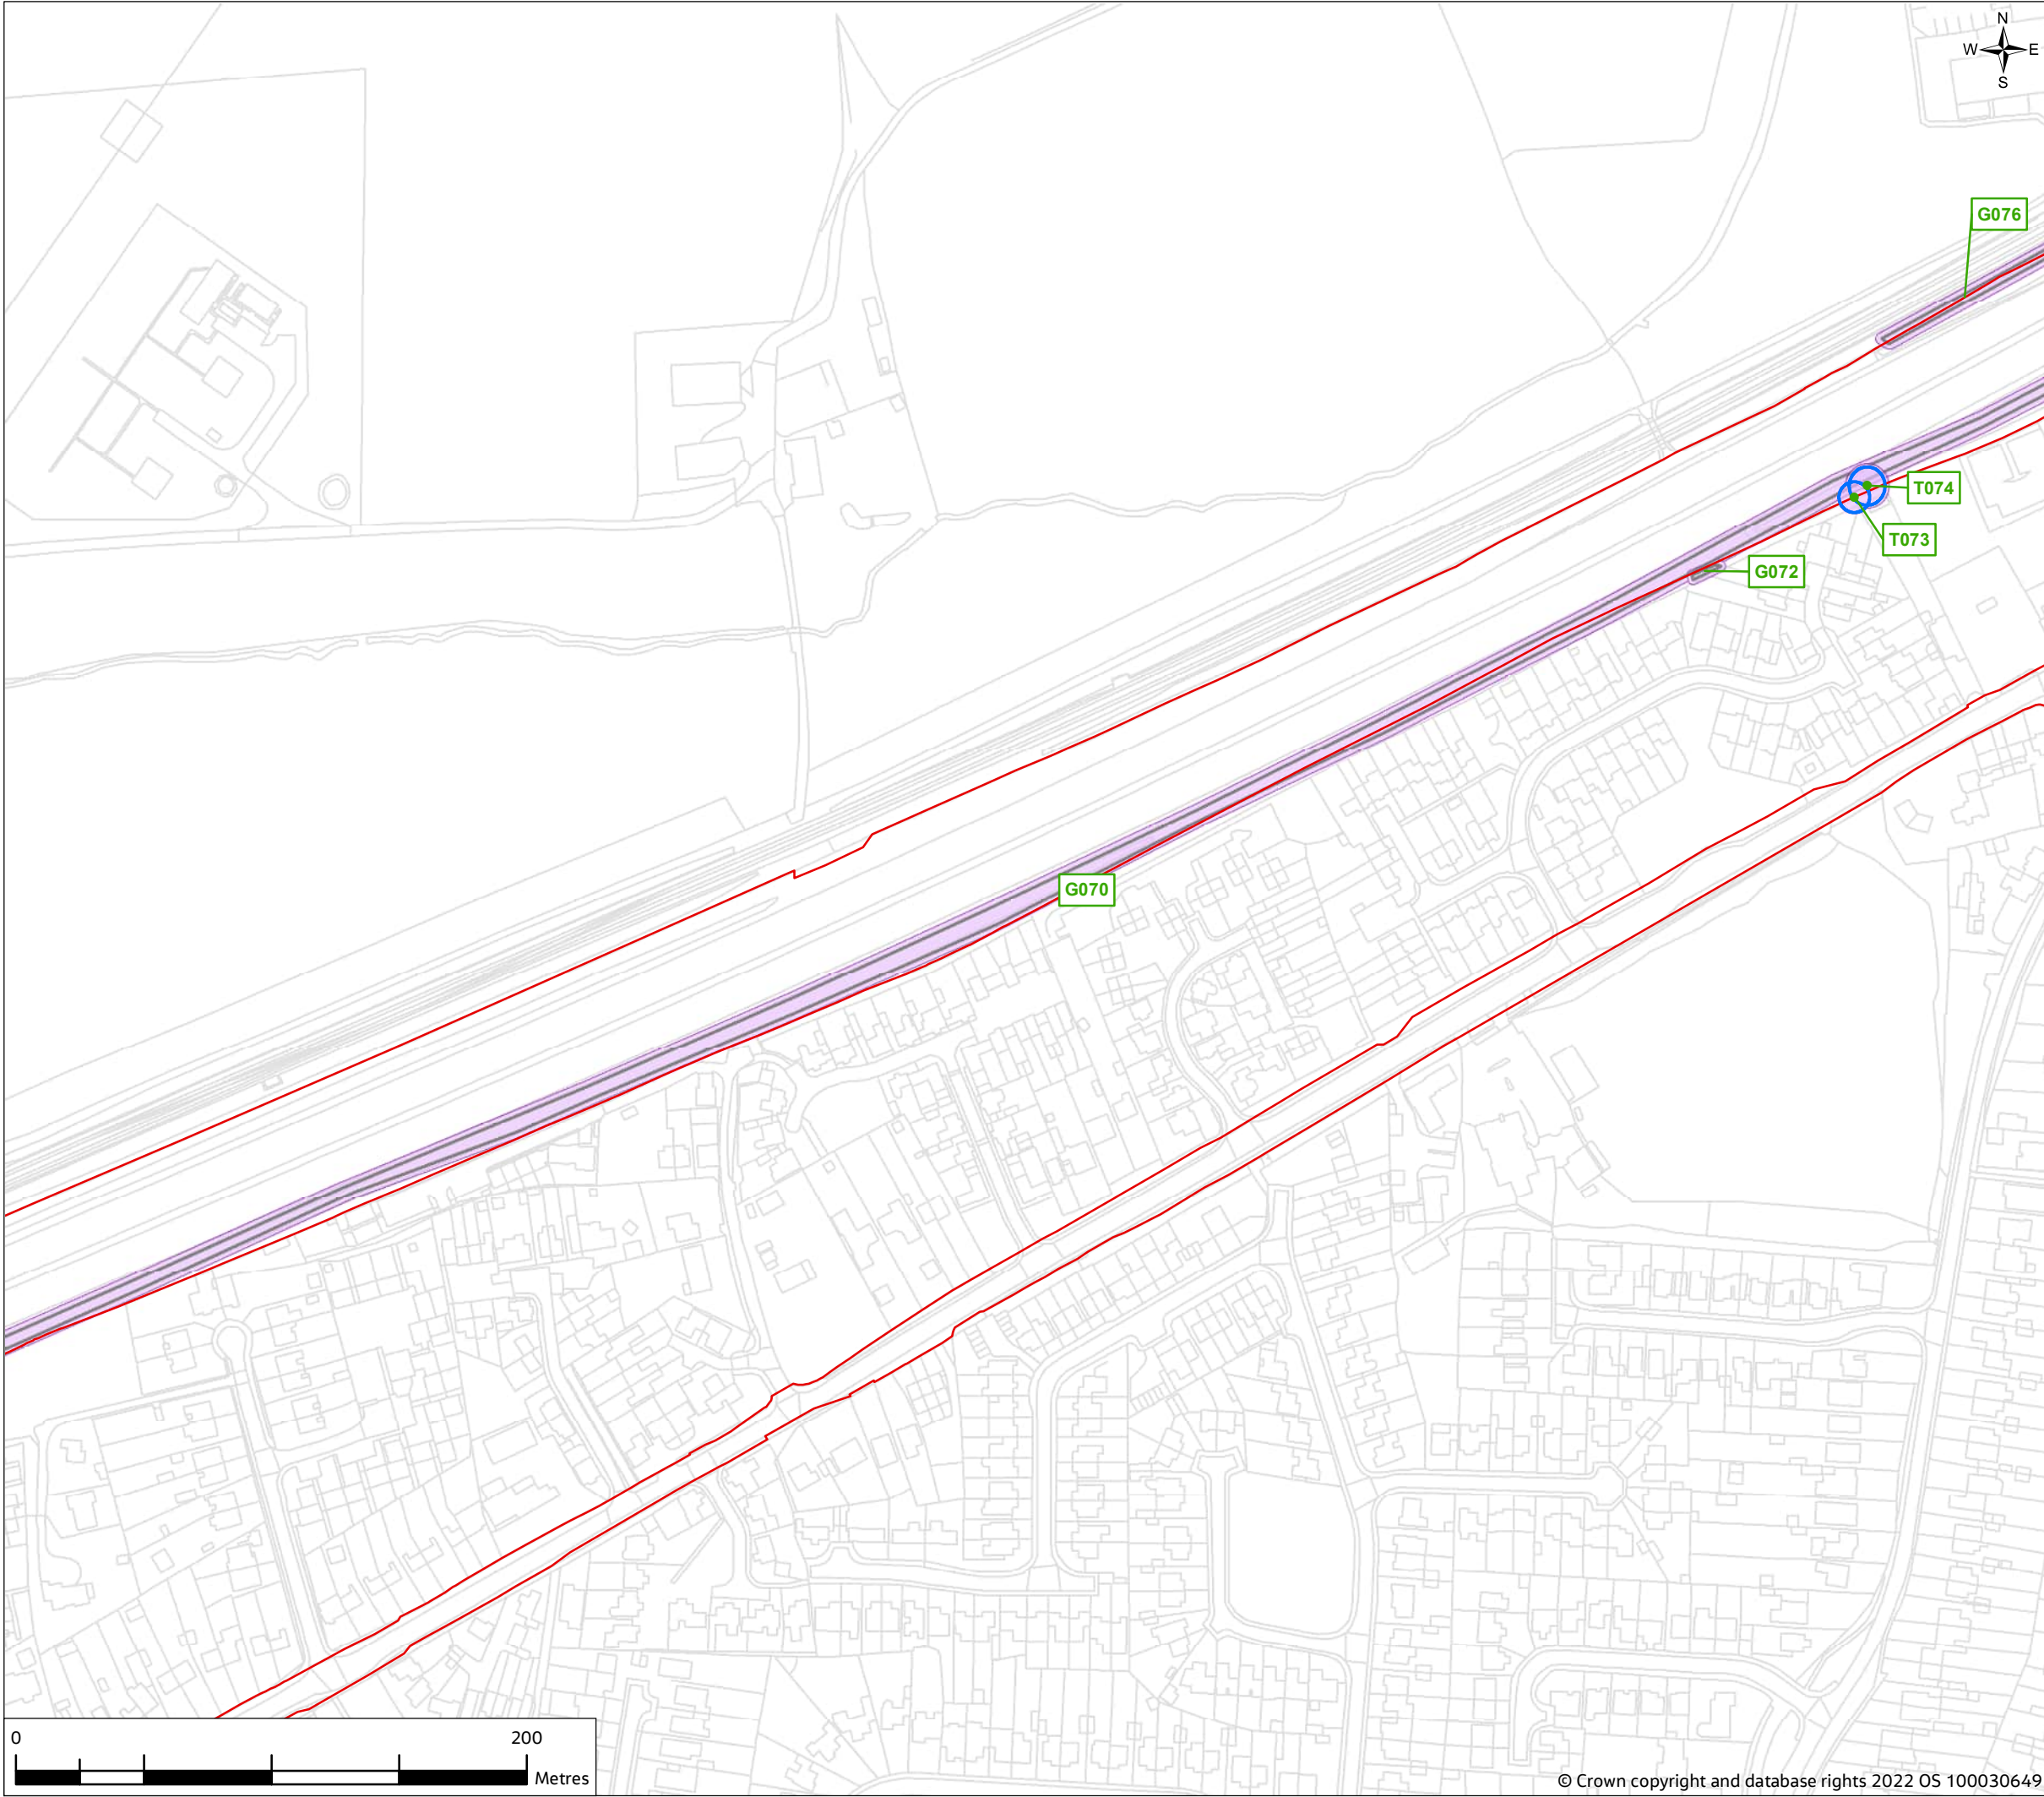 N
W E
S
G076
T074
T073
G072
G070
0 200
Metres
© Crown copyright and database rights 2022 OS 100030649